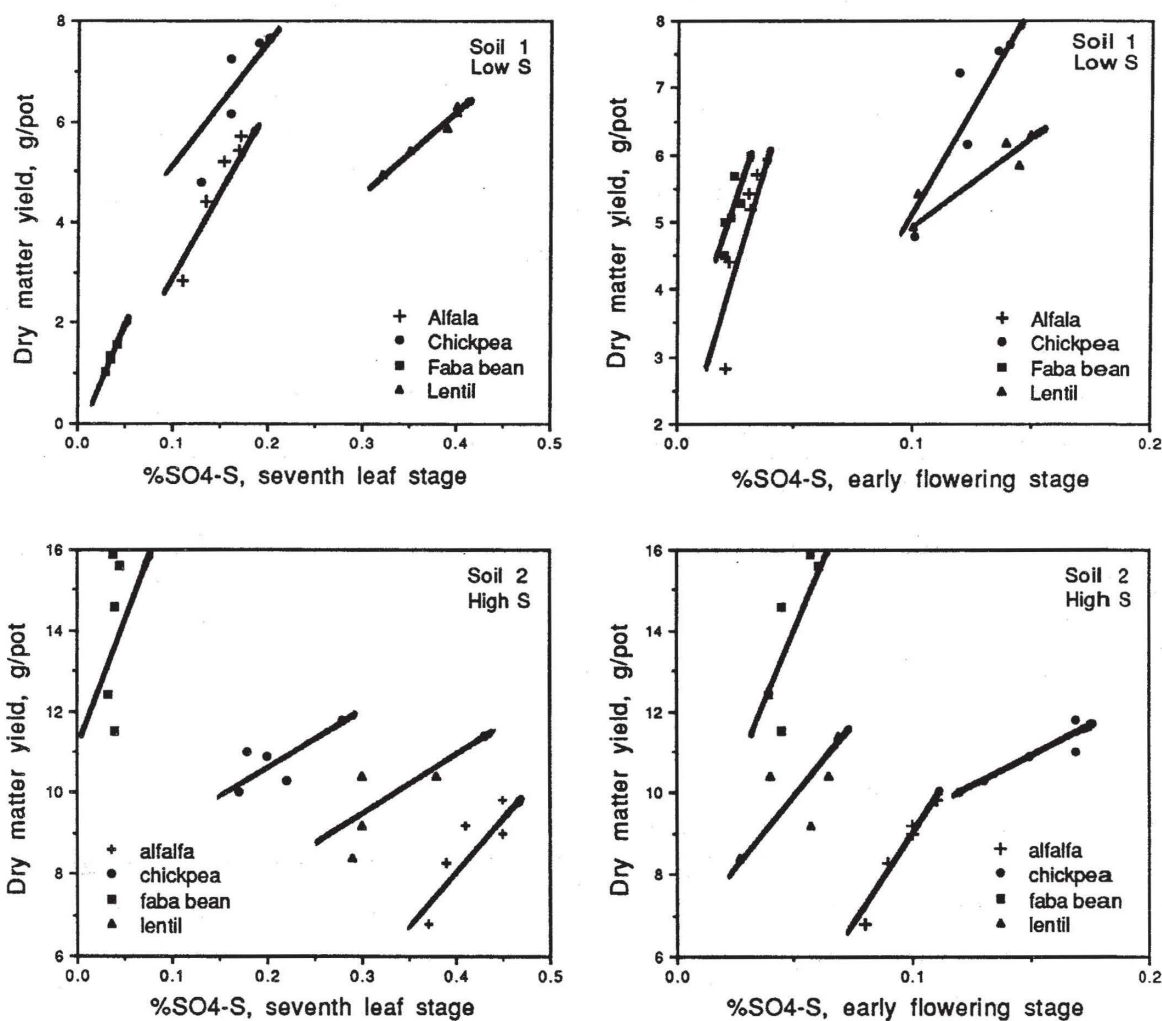 Dry matter yield, g/pot
8
6
4
2
0
0.0 0.1 0.2 0.3 0.4 0.5
%SO4-S, seventh leaf stage
Soil 1
Low S
Alfala
Chickpea
Faba bean
Lentil
Dry matter yield, g/pot
8
7
6
5
4
3
2
0.0 0.1 0.2
%SO4-S, early flowering stage
Soil 1
Low S
Alfala
Chickpea
Faba bean
Lentil
Dry matter yield, g/pot
16
14
12
10
8
6
0.0 0.1 0.2 0.3 0.4 0.5
%SO4-S, seventh leaf stage
Soil 2
High S
alfalfa
chickpea
faba bean
lentil
Dry matter yield, g/pot
16
14
12
10
8
6
0.0 0.1 0.2
%SO4-S, early flowering stage
Soil 2
High S
alfalfa
chickpea
faba bean
lentil